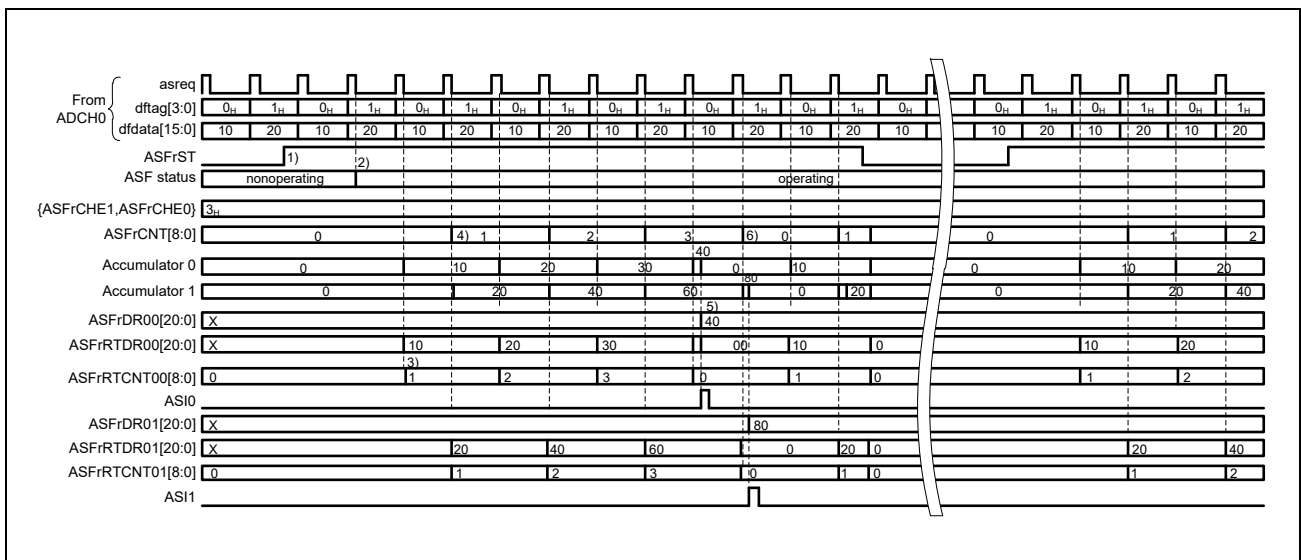 asreq
From ADCH0
dftag[3:0] 0H 1H 0H 1H 0H 1H 0H 1H 0H 1H 0H 1H 0H 1H 0H 0H 1H 0H 1H 0H 1H
dfdata[15:0] 10 20 10 20 10 20 10 20 10 20 10 20 10 20 10 10 20 10 20 10 20
ASFrST 1)
2)
ASF status nonoperating operating
{ASFrCHE1,ASFrCHE0} 3H
ASFrCNT[8:0] 0 4) 1 2 3 6) 0 1 0 1 2
40
Accumulator 0 0 10 20 30 0 10 0 10 20
80
Accumulator 1 0 20 40 60 0 20 0 20 40
5)
ASFrDR00[20:0] X 40
ASFrRTDR00[20:0] X 10 20 30 00 10 0 10 20
3)
ASFrRTCNT00[8:0] 0 1 2 3 0 1 0 1 2
ASI0
ASFrDR01[20:0] X 80
ASFrRTDR01[20:0] X 20 40 60 0 20 0 20 40
ASFrRTCNT01[8:0] 0 1 2 3 0 1 0 1 2
ASI1